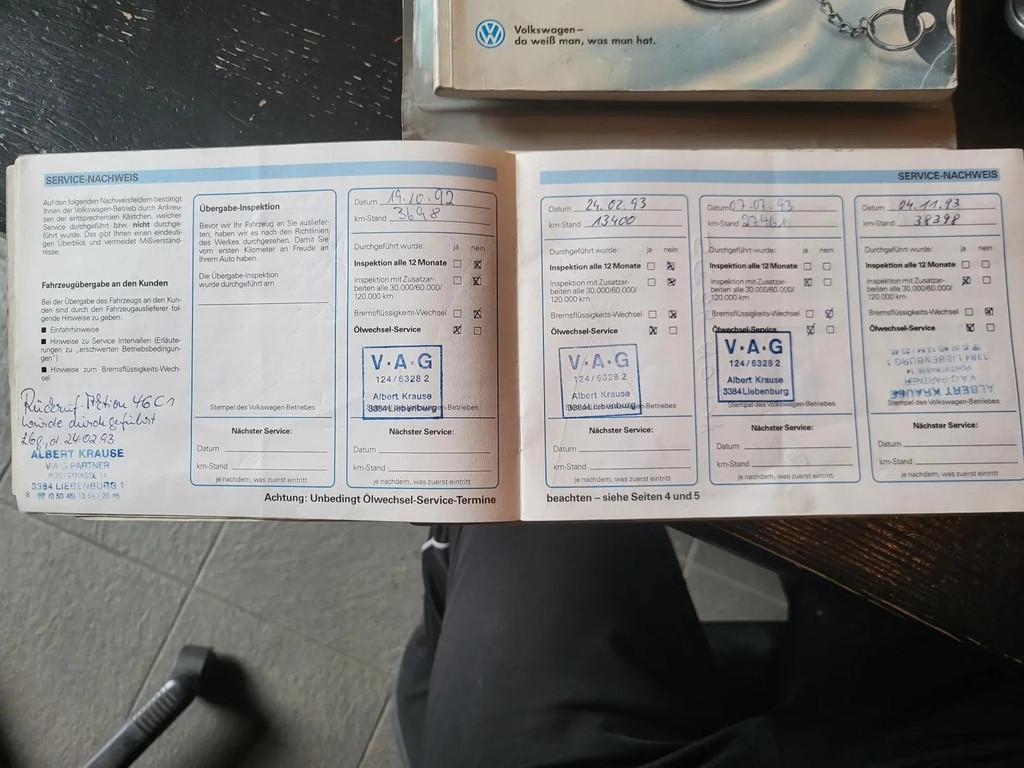 Volkswagen –
da weiß man, was man hat.
SERVICE-NACHWEIS
Auf den folgenden Nachweisfeldern bestätigt
Ihnen der Volkswagen-Betrieb durch Ankreu-
zen der entsprechenden Kästchen, welcher
Service durchgeführt bzw. nicht durchge-
führt wurde. Das gibt Ihnen einen eindeuti-
gen Überblick und vermeidet Mißverständ-
nisse.
Fahrzeugübergabe an den Kunden
Bei der Übergabe des Fahrzeugs an den Kun-
den sind durch den Fahrzeugauslieferer fol-
gende Hinweise zu geben:
■ Einfahrhinweise
■ Hinweise zu Service Intervallen (Erläute-
rungen zu „erschwerten Betriebsbedingun-
gen")
■ Hinweise zum Bremsflüssigkeits-Wech-
sel
Rückruf-Aktion 46C1
wurde durchgeführt
24.02.93
ALBERT KRAUSE
V·A·G PARTNER
POSTSTRASSE 14
3384 LIEBENBURG 1
8
Übergabe-Inspektion
Bevor wir Ihr Fahrzeug an Sie ausliefer-
ten, haben wir es nach den Richtlinien
des Werkes durchgesehen. Damit Sie
vom ersten Kilometer an Freude an
Ihrem Auto haben.
Die Übergabe-Inspektion
wurde durchgeführt am
Stempel des Volkswagen-Betriebes
Nächster Service:
Datum
km-Stand
je nachdem, was zuerst eintritt
Datum 19.10.92
km-Stand 3698
Durchgeführt wurde: ja nein
Inspektion alle 12 Monate
Inspektion mit Zusatzar-
beiten alle 30.000/60.000/
120.000 km
Bremsflüssigkeits-Wechsel
Ölwechsel-Service
V·A·G
124/6328 2
Albert Krause
3384 Liebenburg
Nächster Service:
Datum
km-Stand
je nachdem, was zuerst eintritt
Achtung: Unbedingt Ölwechsel-Service-Termine
SERVICE-NACHWEIS
Datum 24.02.93
km-Stand 13400
Durchgeführt wurde: ja nein
Inspektion alle 12 Monate
Inspektion mit Zusatzar-
beiten alle 30.000/60.000/
120.000 km
Bremsflüssigkeits-Wechsel
Ölwechsel-Service
V·A·G
124/6328 2
Albert Krause
3384 Liebenburg
Nächster Service:
Datum
km-Stand
je nachdem, was zuerst eintritt
Datum 07.07.93
km-Stand
Durchgeführt wurde: ja nein
Inspektion alle 12 Monate
Inspektion mit Zusatzar-
beiten alle 30.000/60.000/
120.000 km
Bremsflüssigkeits-Wechsel
Ölwechsel-Service
V·A·G
124/6328 2
Albert Krause
3384 Liebenburg
Stempel des Volkswagen-Betriebes
Nächster Service:
Datum
km-Stand
je nachdem, was zuerst eintritt
Datum 04.11.93
km-Stand 38398
Durchgeführt wurde: ja nein
Inspektion alle 12 Monate
Inspektion mit Zusatzar-
beiten alle 30.000/60.000/
120.000 km
Bremsflüssigkeits-Wechsel
Ölwechsel-Service
ALBERT KRAUSE
V·A·G PARTNER
POSTSTRASSE 14
3384 LIEBENBURG 1
Stempel des Volkswagen-Betriebes
Nächster Service:
Datum
km-Stand
je nachdem, was zuerst eintritt
beachten – siehe Seiten 4 und 5